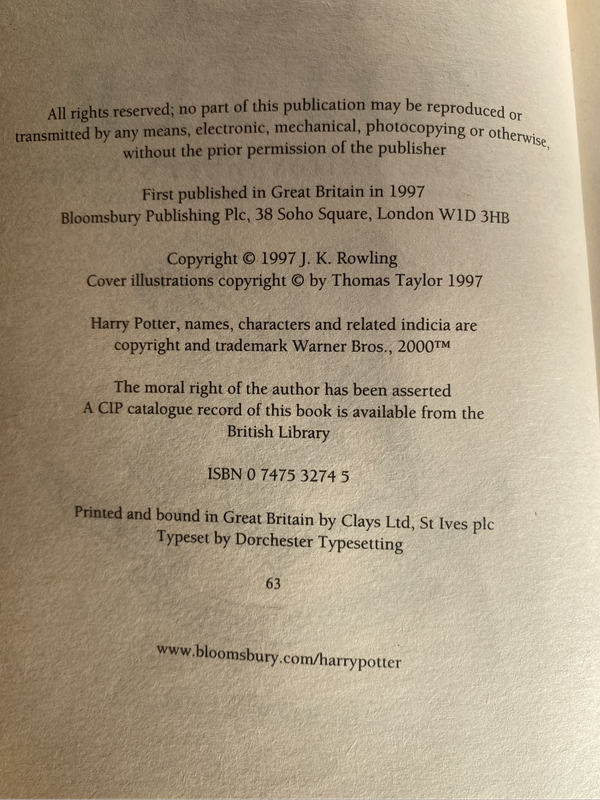 All rights reserved; no part of this publication may be reproduced or
transmitted by any means, electronic, mechanical, photocopying or otherwise,
without the prior permission of the publisher
First published in Great Britain in 1997
Bloomsbury Publishing Plc, 38 Soho Square, London W1D 3HB
Copyright © 1997 J. K. Rowling
Cover illustrations copyright © by Thomas Taylor 1997
Harry Potter, names, characters and related indicia are
copyright and trademark Warner Bros., 2000™
The moral right of the author has been asserted
A CIP catalogue record of this book is available from the
British Library
ISBN 0 7475 3274 5
Printed and bound in Great Britain by Clays Ltd, St Ives plc
Typeset by Dorchester Typesetting
63
www.bloomsbury.com/harrypotter